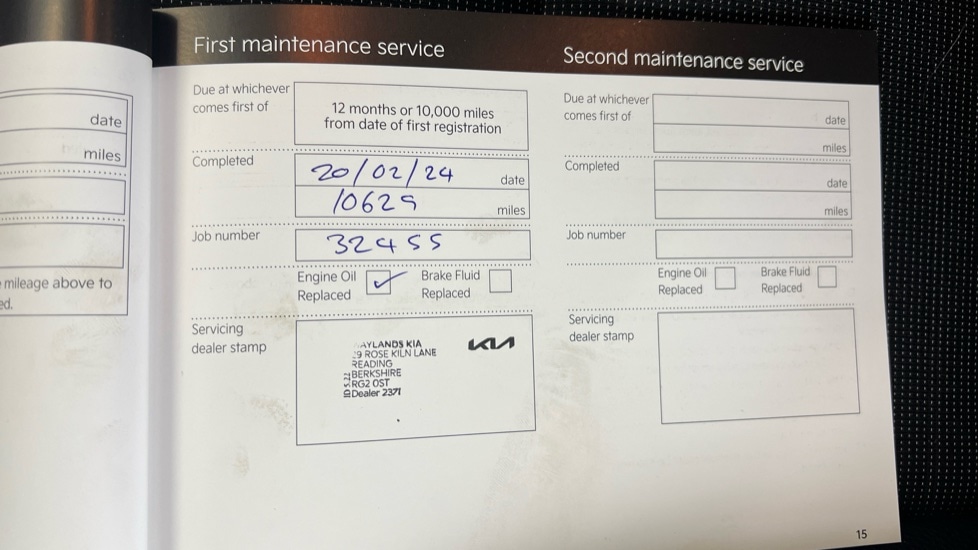 date
miles
mileage above to
ed.
First maintenance service
Due at whichever
comes first of
12 months or 10,000 miles
from date of first registration
Completed
20/02/24 date
10629 miles
Job number
32455
Engine Oil
Replaced
Brake Fluid
Replaced
Servicing
dealer stamp
AYLANDS KIA
9 ROSE KILN LANE
READING
BERKSHIRE
RG2 0ST
Dealer 2371
KIA
Second maintenance service
Due at whichever
comes first of
date
miles
Completed
date
miles
Job number
Engine Oil
Replaced
Brake Fluid
Replaced
Servicing
dealer stamp
15